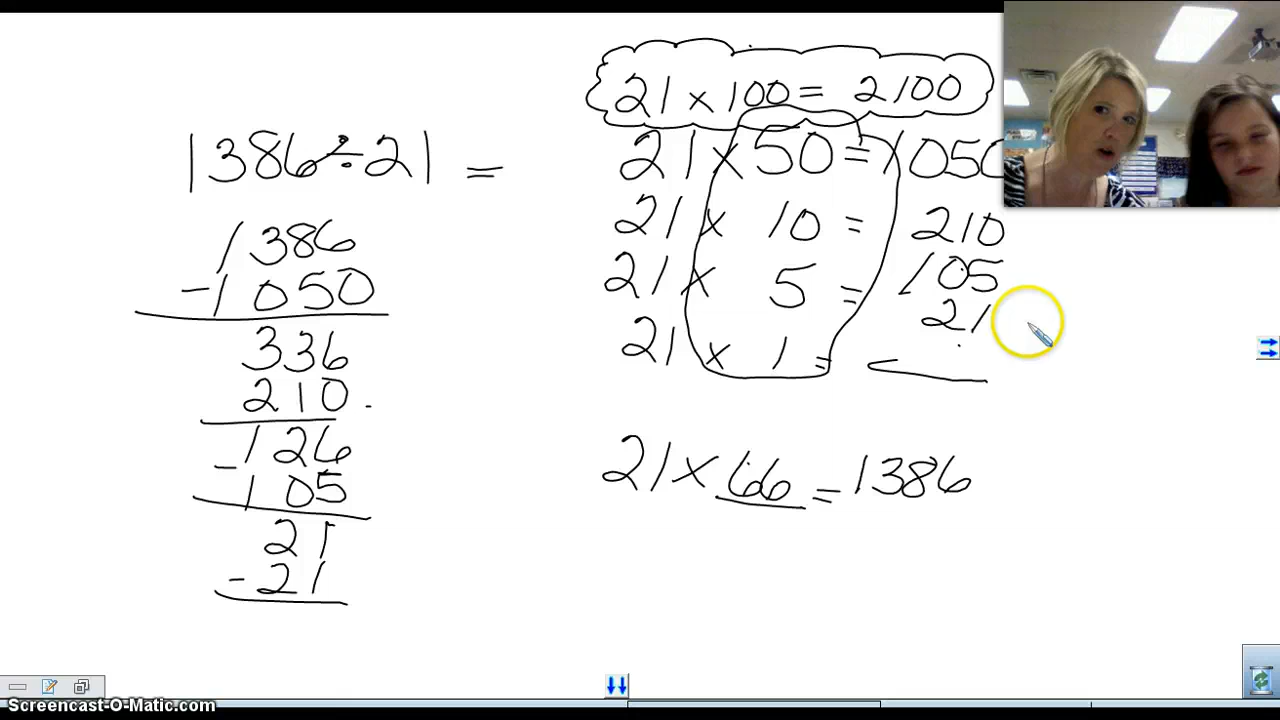 1386 ÷ 21 =
1386
-1050
336
210.
-126
-105
21
-21
21 x 100 = 2100
21 x 50 = 1050
21 x 10 = 210
21 x 5 = 105
21 x 1 = 21
21 x 66 = 1386
Screencast-O-Matic.com